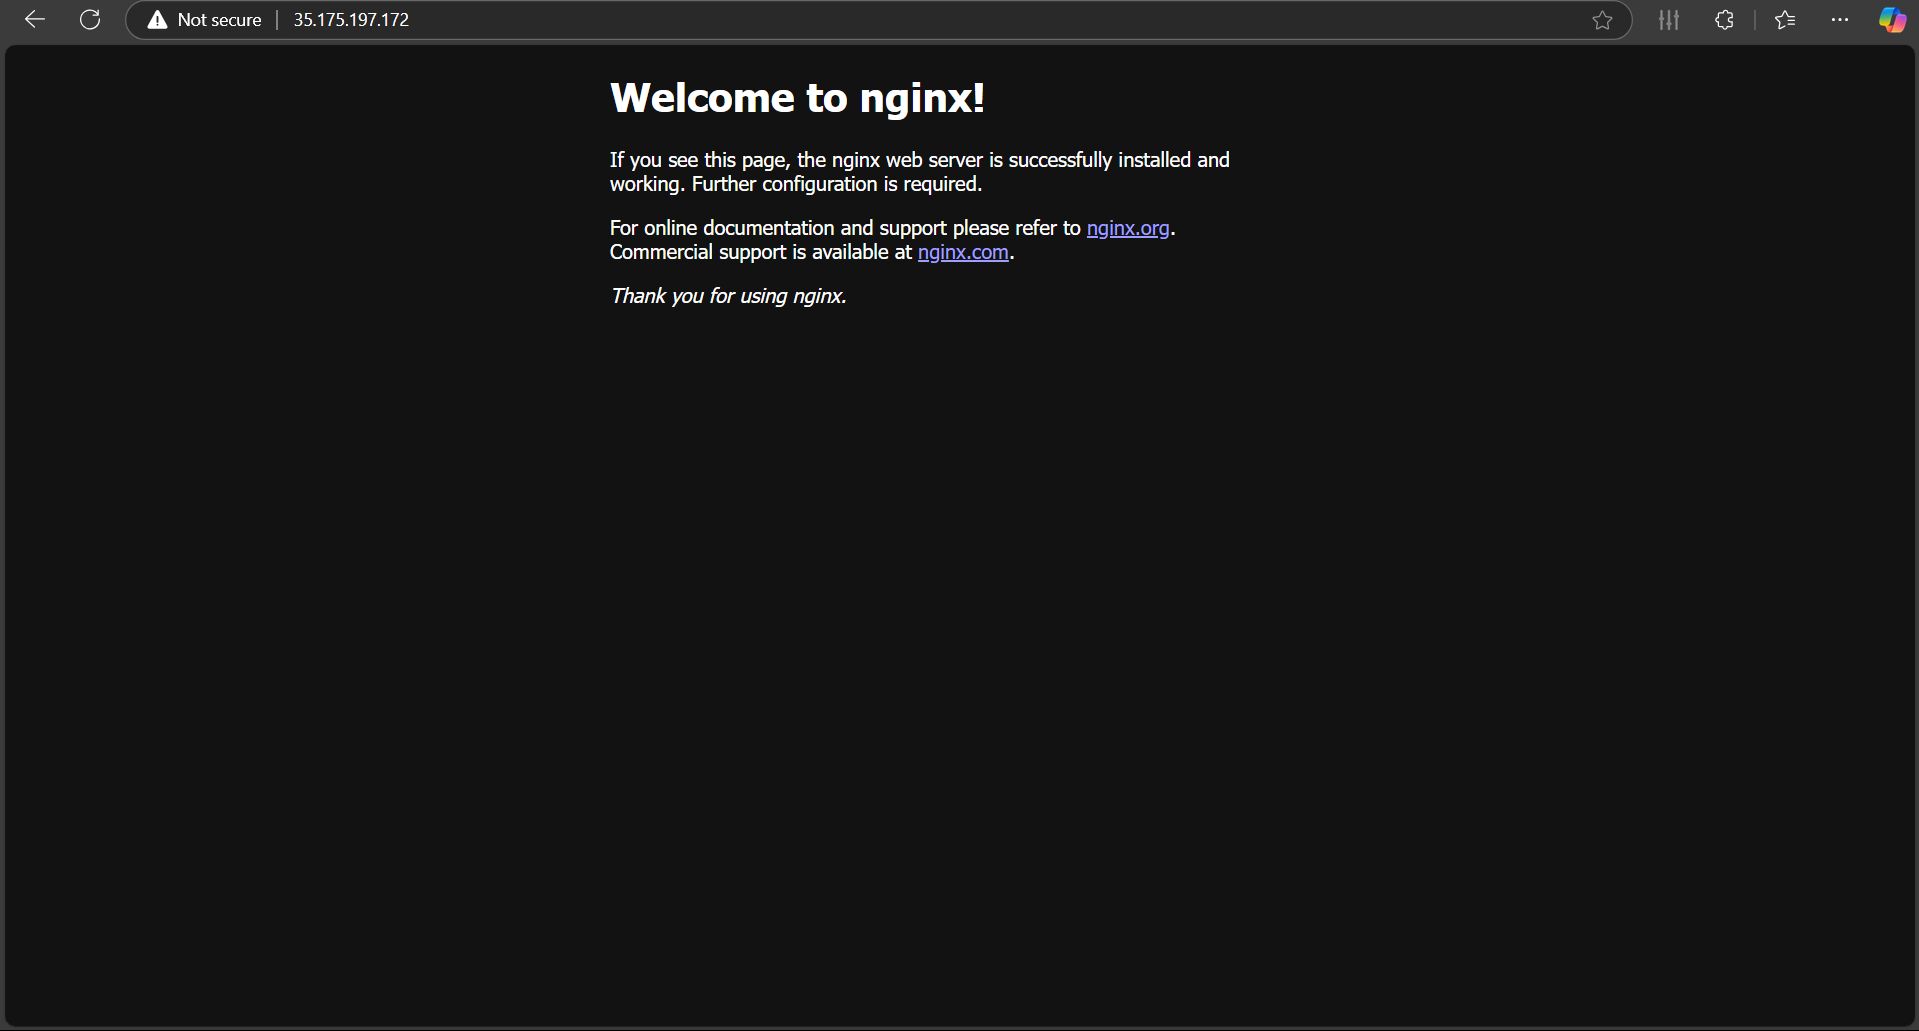 Not secure
35.175.197.172
Welcome to nginx!
If you see this page, the nginx web server is successfully installed and
working. Further configuration is required.
For online documentation and support please refer to nginx.org.
Commercial support is available at nginx.com.
Thank you for using nginx.